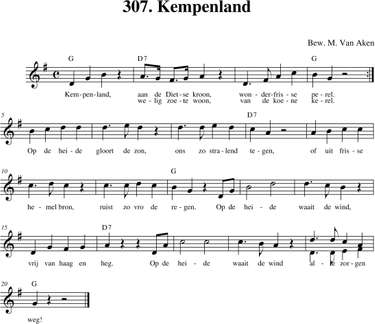 307. Kempenland
Bew. M. Van Aken
G D7 G
Kem-pen-land, aan de Diet-se kroon, won-der-fris-se pe-rel.
we-lig zoe-te woon, van de koe-ne ke-rel.
5 D7
Op de hei-de gloort de zon, ons zo stra-lend te-gen, of uit fris-se
10 G
he-mel bron, ruist zo vro de re-gen. Op de hei-de waait de wind,
15 D7
vrij van haag en heg. Op de hei-de waait de wind al-le zor-gen
20 G
weg!